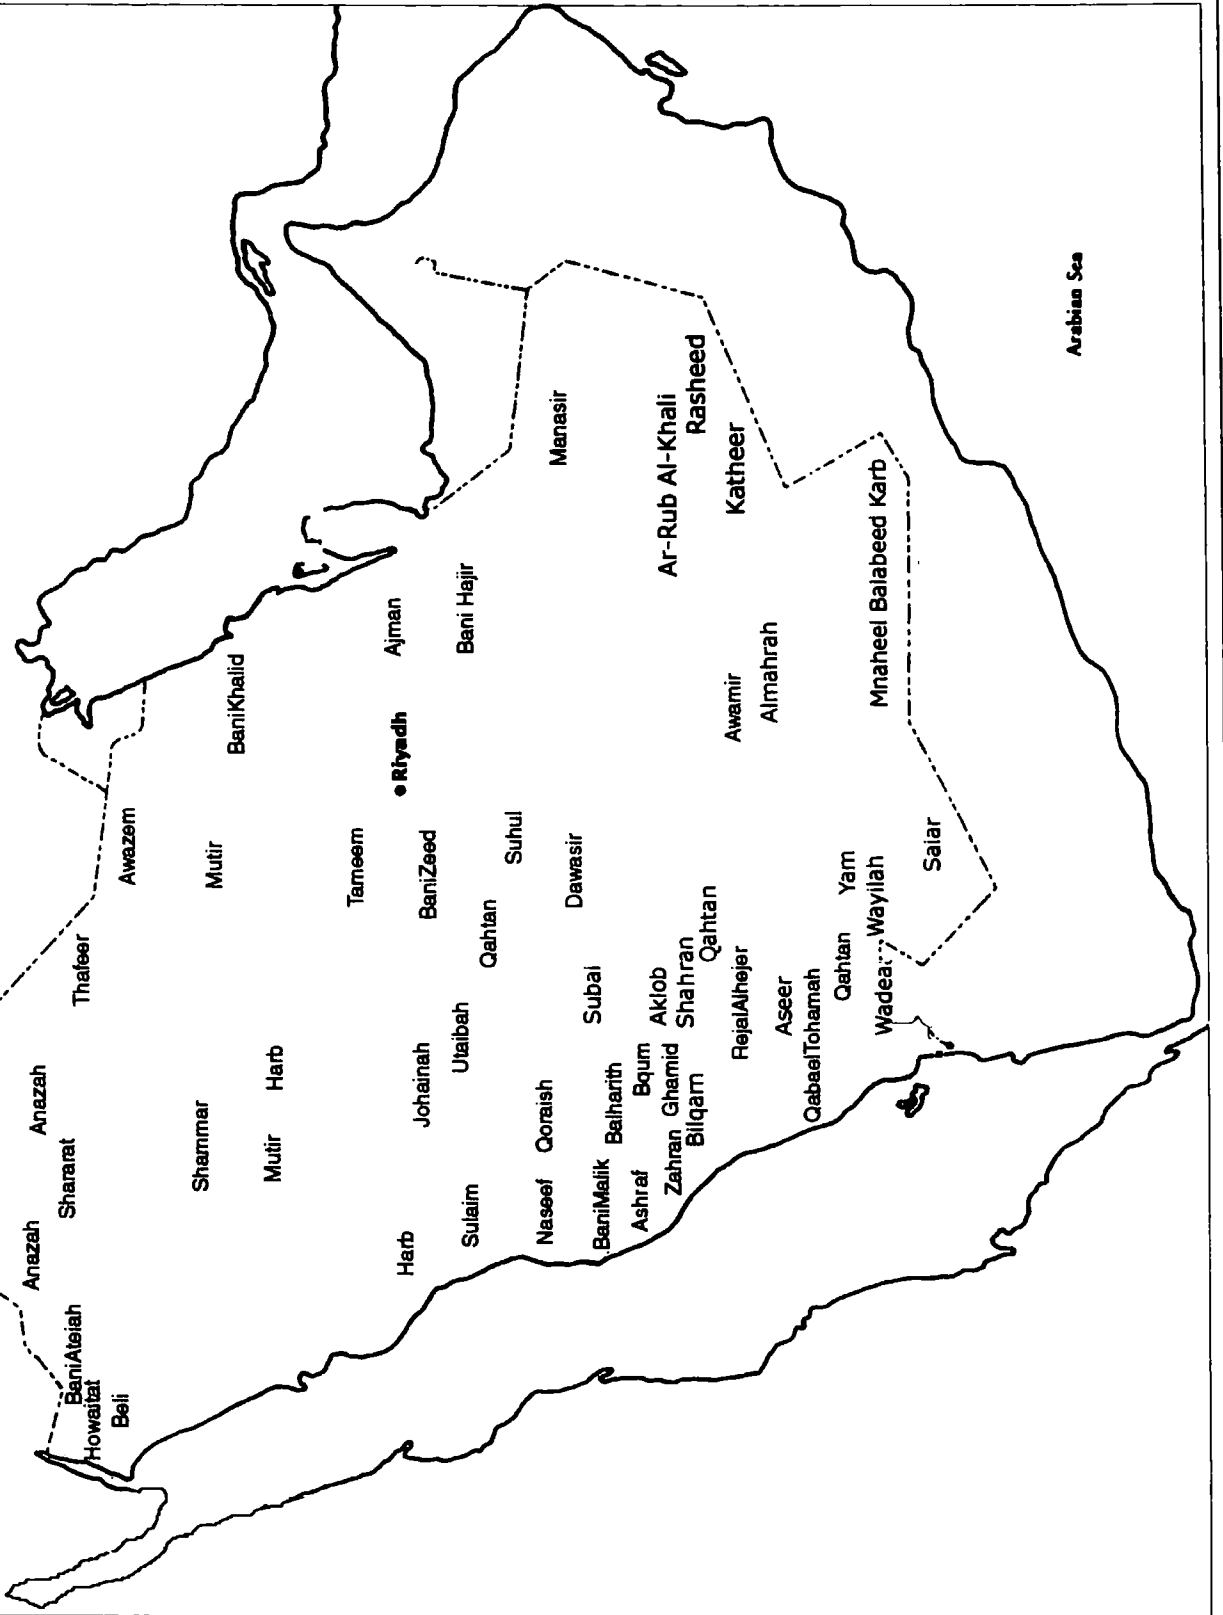 Anazah
Anazah
Shararat
BaniAteiah
Howaitat
Beli
Thafeer
Awazem
Shammar
Mutir
BaniKhalid
Mutir
Harb
Tameem
Riyadh
Ajman
Harb
Johainah
BaniZeed
Sulaim
Utaibah
Qahtan
Bani Hajir
Suhul
Naseef
Qoraish
Manasir
Dawasir
BaniMalik
Balharith
Subai
Ashraf
Bqum
Aklob
Zahran
Ghamid
Shahran
Ar-Rub Al-Khali
Bilqarn
Rasheed
Qahtan
RejalAlhejer
Awamir
Katheer
Almahrah
Aseer
QabaelTohamah
Qahtan
Yam
Wayilah
Mnaheel Balabeed Karb
Wadea
Saiar
Arabian Sea